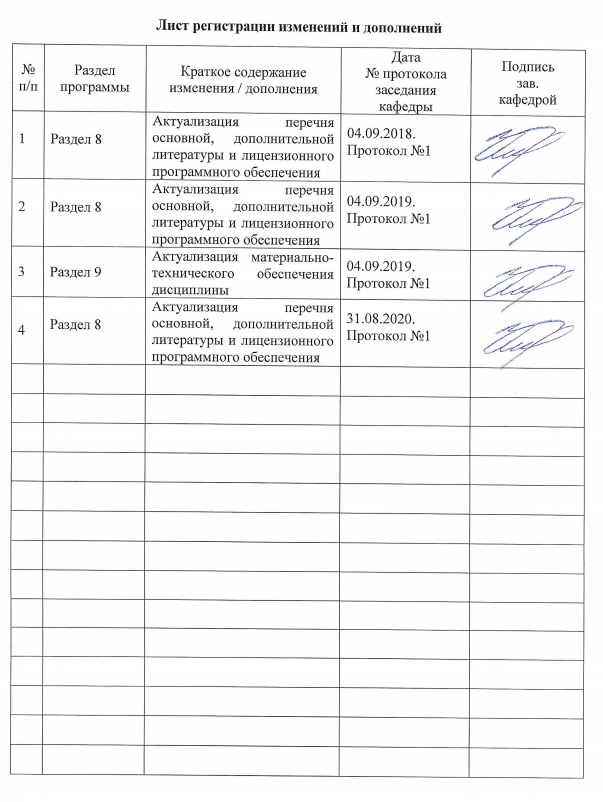 Лист регистрации изменений и дополнений
№
п/п
Раздел
программы
Краткое содержание
изменения / дополнения
Дата
№ протокола
заседания
кафедры
Подпись
зав.
кафедрой
1
Раздел 8
Актуализация перечня
основной, дополнительной
литературы и лицензионного
программного обеспечения
04.09.2018.
Протокол №1
2
Раздел 8
Актуализация перечня
основной, дополнительной
литературы и лицензионного
программного обеспечения
04.09.2019.
Протокол №1
3
Раздел 9
Актуализация материально-
технического обеспечения
дисциплины
04.09.2019.
Протокол №1
4
Раздел 8
Актуализация перечня
основной, дополнительной
литературы и лицензионного
программного обеспечения
31.08.2020.
Протокол №1